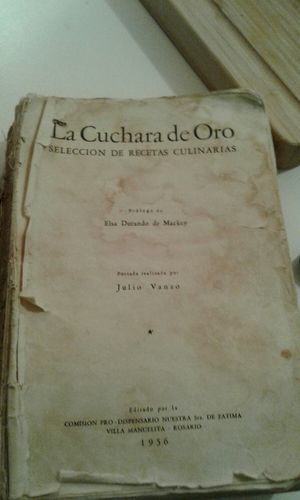 La Cuchara de Oro
SELECCION DE RECETAS CULINARIAS
Prólogo de
Elsa Durando de Mackey
Portada realizada por
Julio Vanzo
*
Editado por la
COMISION PRO-DISPENSARIO NUESTRA Sra. DE FATIMA
VILLA MANUELITA - ROSARIO
1956